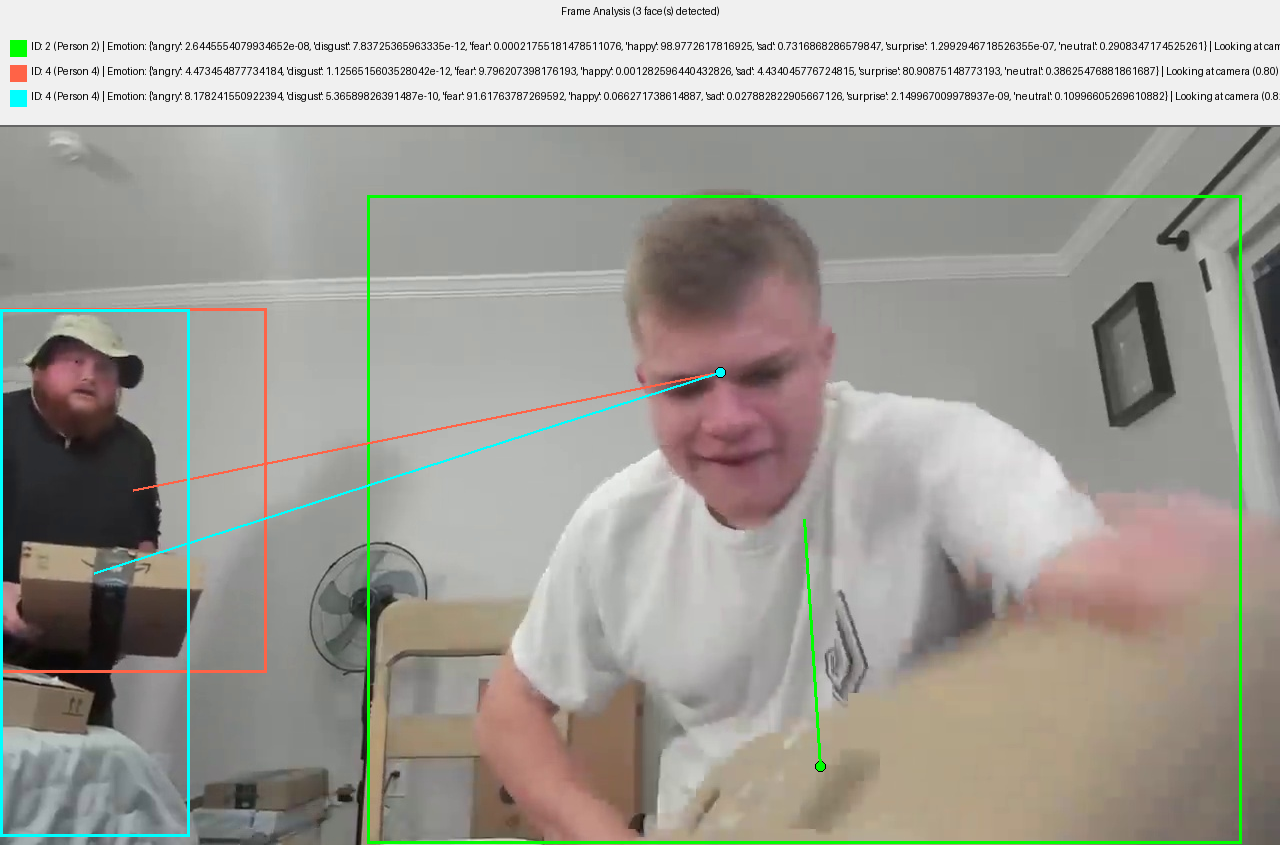 Frame Analysis (3 face(s) detected)
ID: 2 (Person 2) | Emotion: {'angry': 2.6445554079934652e-08, 'disgust': 7.83725365963335e-12, 'fear': 0.00021755181478511076, 'happy': 98.9772617816925, 'sad': 0.7316868286579847, 'surprise': 1.2992946718526355e-07, 'neutral': 0.2908347174525261} | Looking at cam
ID: 4 (Person 4) | Emotion: {'angry': 4.473454877734184, 'disgust': 1.1256515603528042e-12, 'fear': 9.796207398176193, 'happy': 0.001282596440432826, 'sad': 4.434045776724815, 'surprise': 80.90875148773193, 'neutral': 0.38625476881861687} | Looking at camera (0.80)
ID: 4 (Person 4) | Emotion: {'angry': 8.178241550922394, 'disgust': 5.36589826391487e-10, 'fear': 91.61763787269592, 'happy': 0.066271738614887, 'sad': 0.027882822905667126, 'surprise': 2.149967009978937e-09, 'neutral': 0.10996605269610882} | Looking at camera (0.8